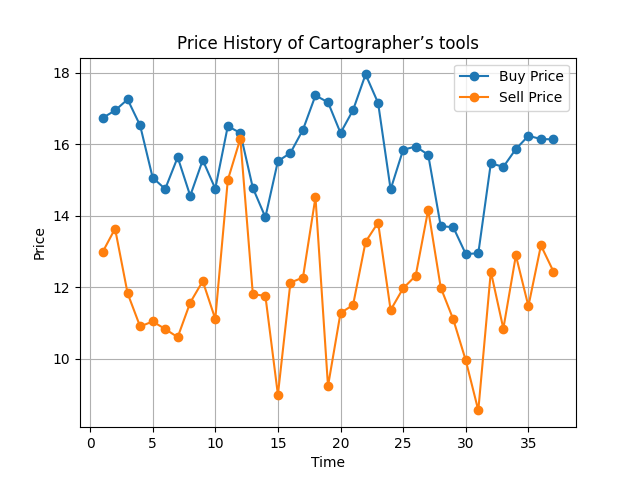 Price History of Cartographer’s tools
Buy Price
Sell Price
Price
18
16
14
12
10
0 5 10 15 20 25 30 35
Time